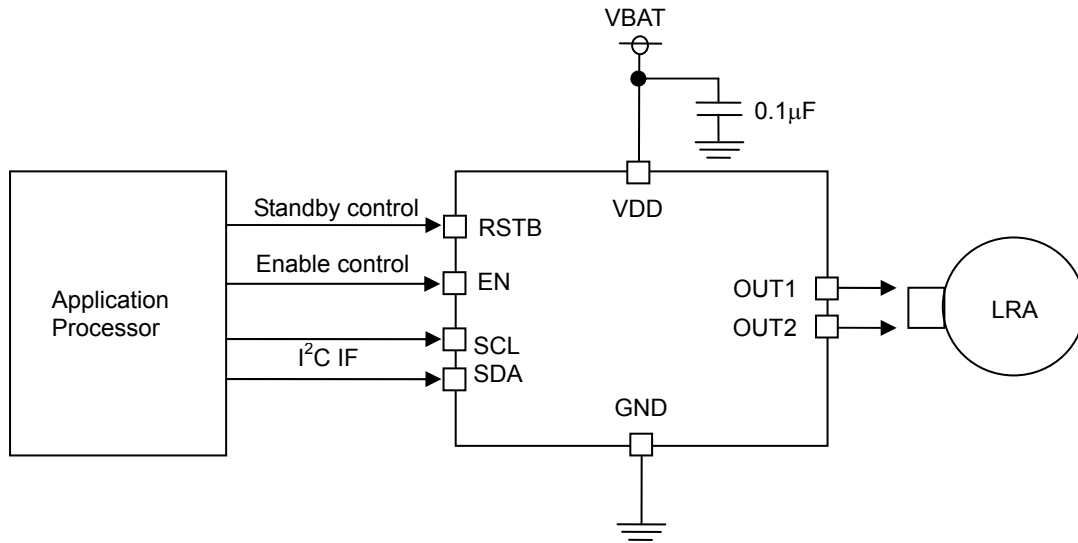 VBAT
0.1µF
VDD
Standby control
RSTB
Enable control
EN
Application
Processor
SCL
I²C IF
SDA
OUT1
OUT2
LRA
GND